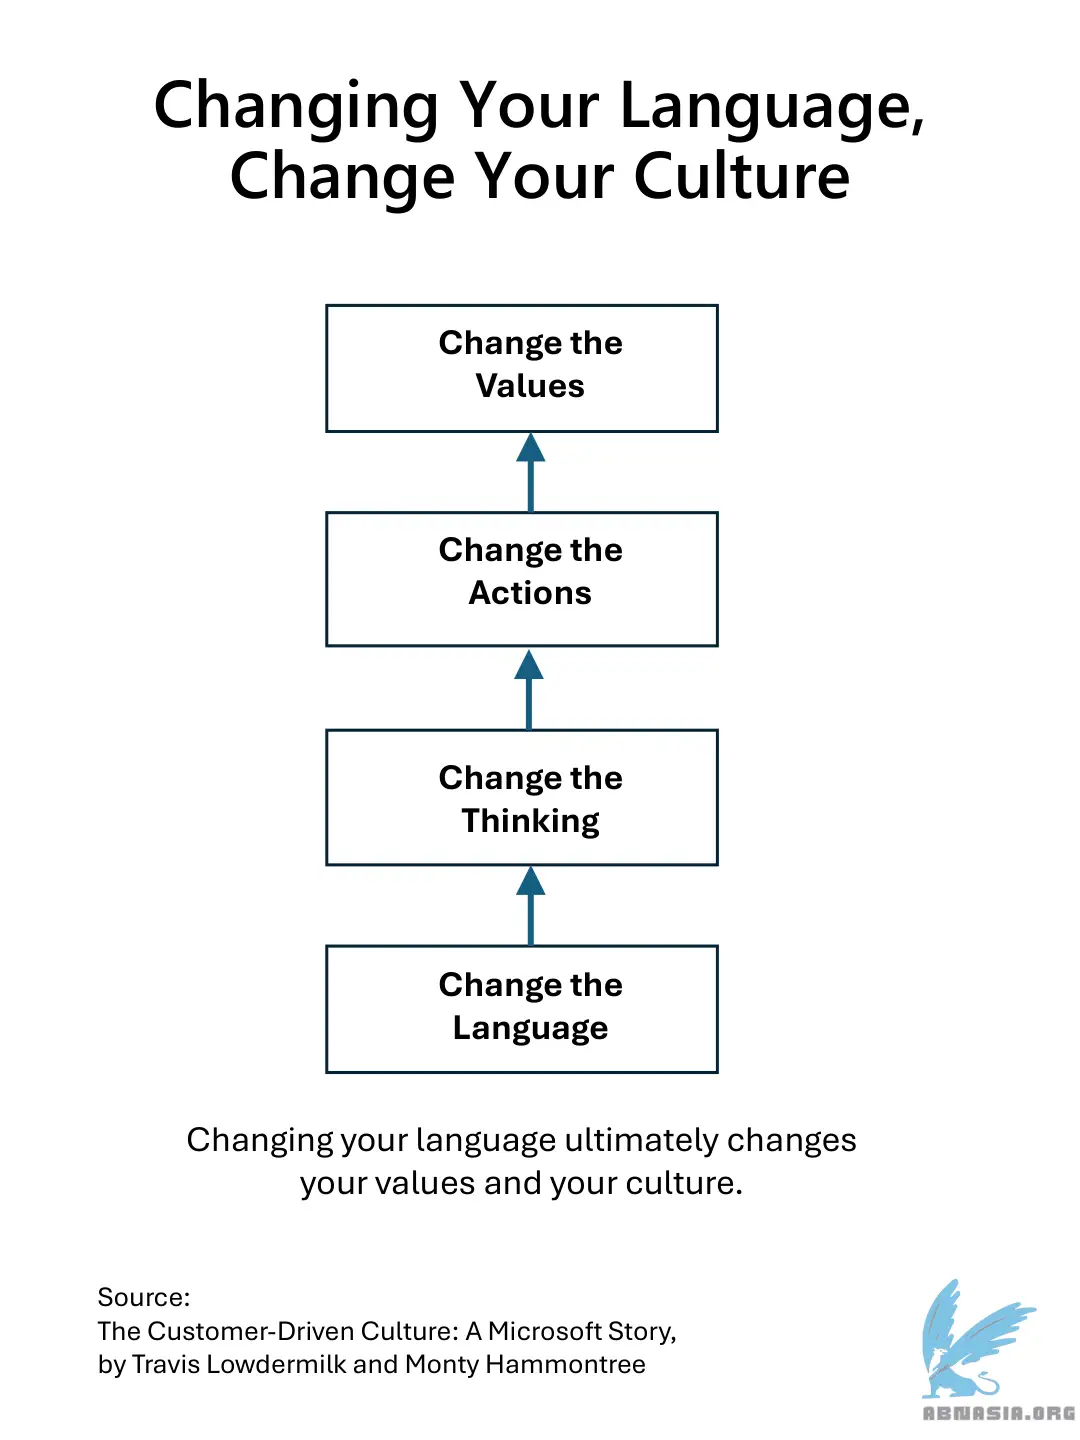 Changing Your Language,
Change Your Culture
Change the
Values
Change the
Actions
Change the
Thinking
Change the
Language
Changing your language ultimately changes
your values and your culture.
Source:
The Customer-Driven Culture: A Microsoft Story,
by Travis Lowdermilk and Monty Hammontree
ABNASIA.ORG